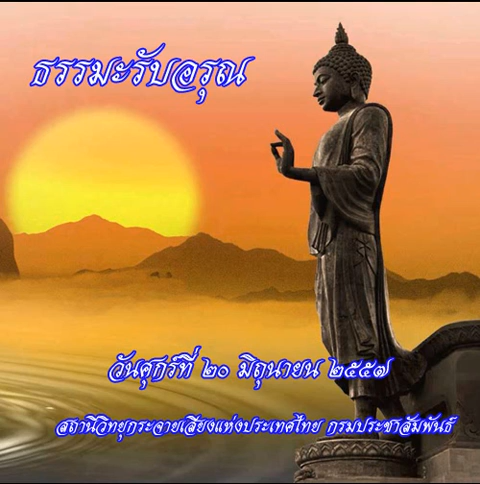 ธรรมะรับอรุณ
วันศุกร์ที่ ๒๐ มิถุนายน ๒๕๕๗
สถานีวิทยุกระจายเสียงแห่งประเทศไทย กรมประชาสัมพันธ์